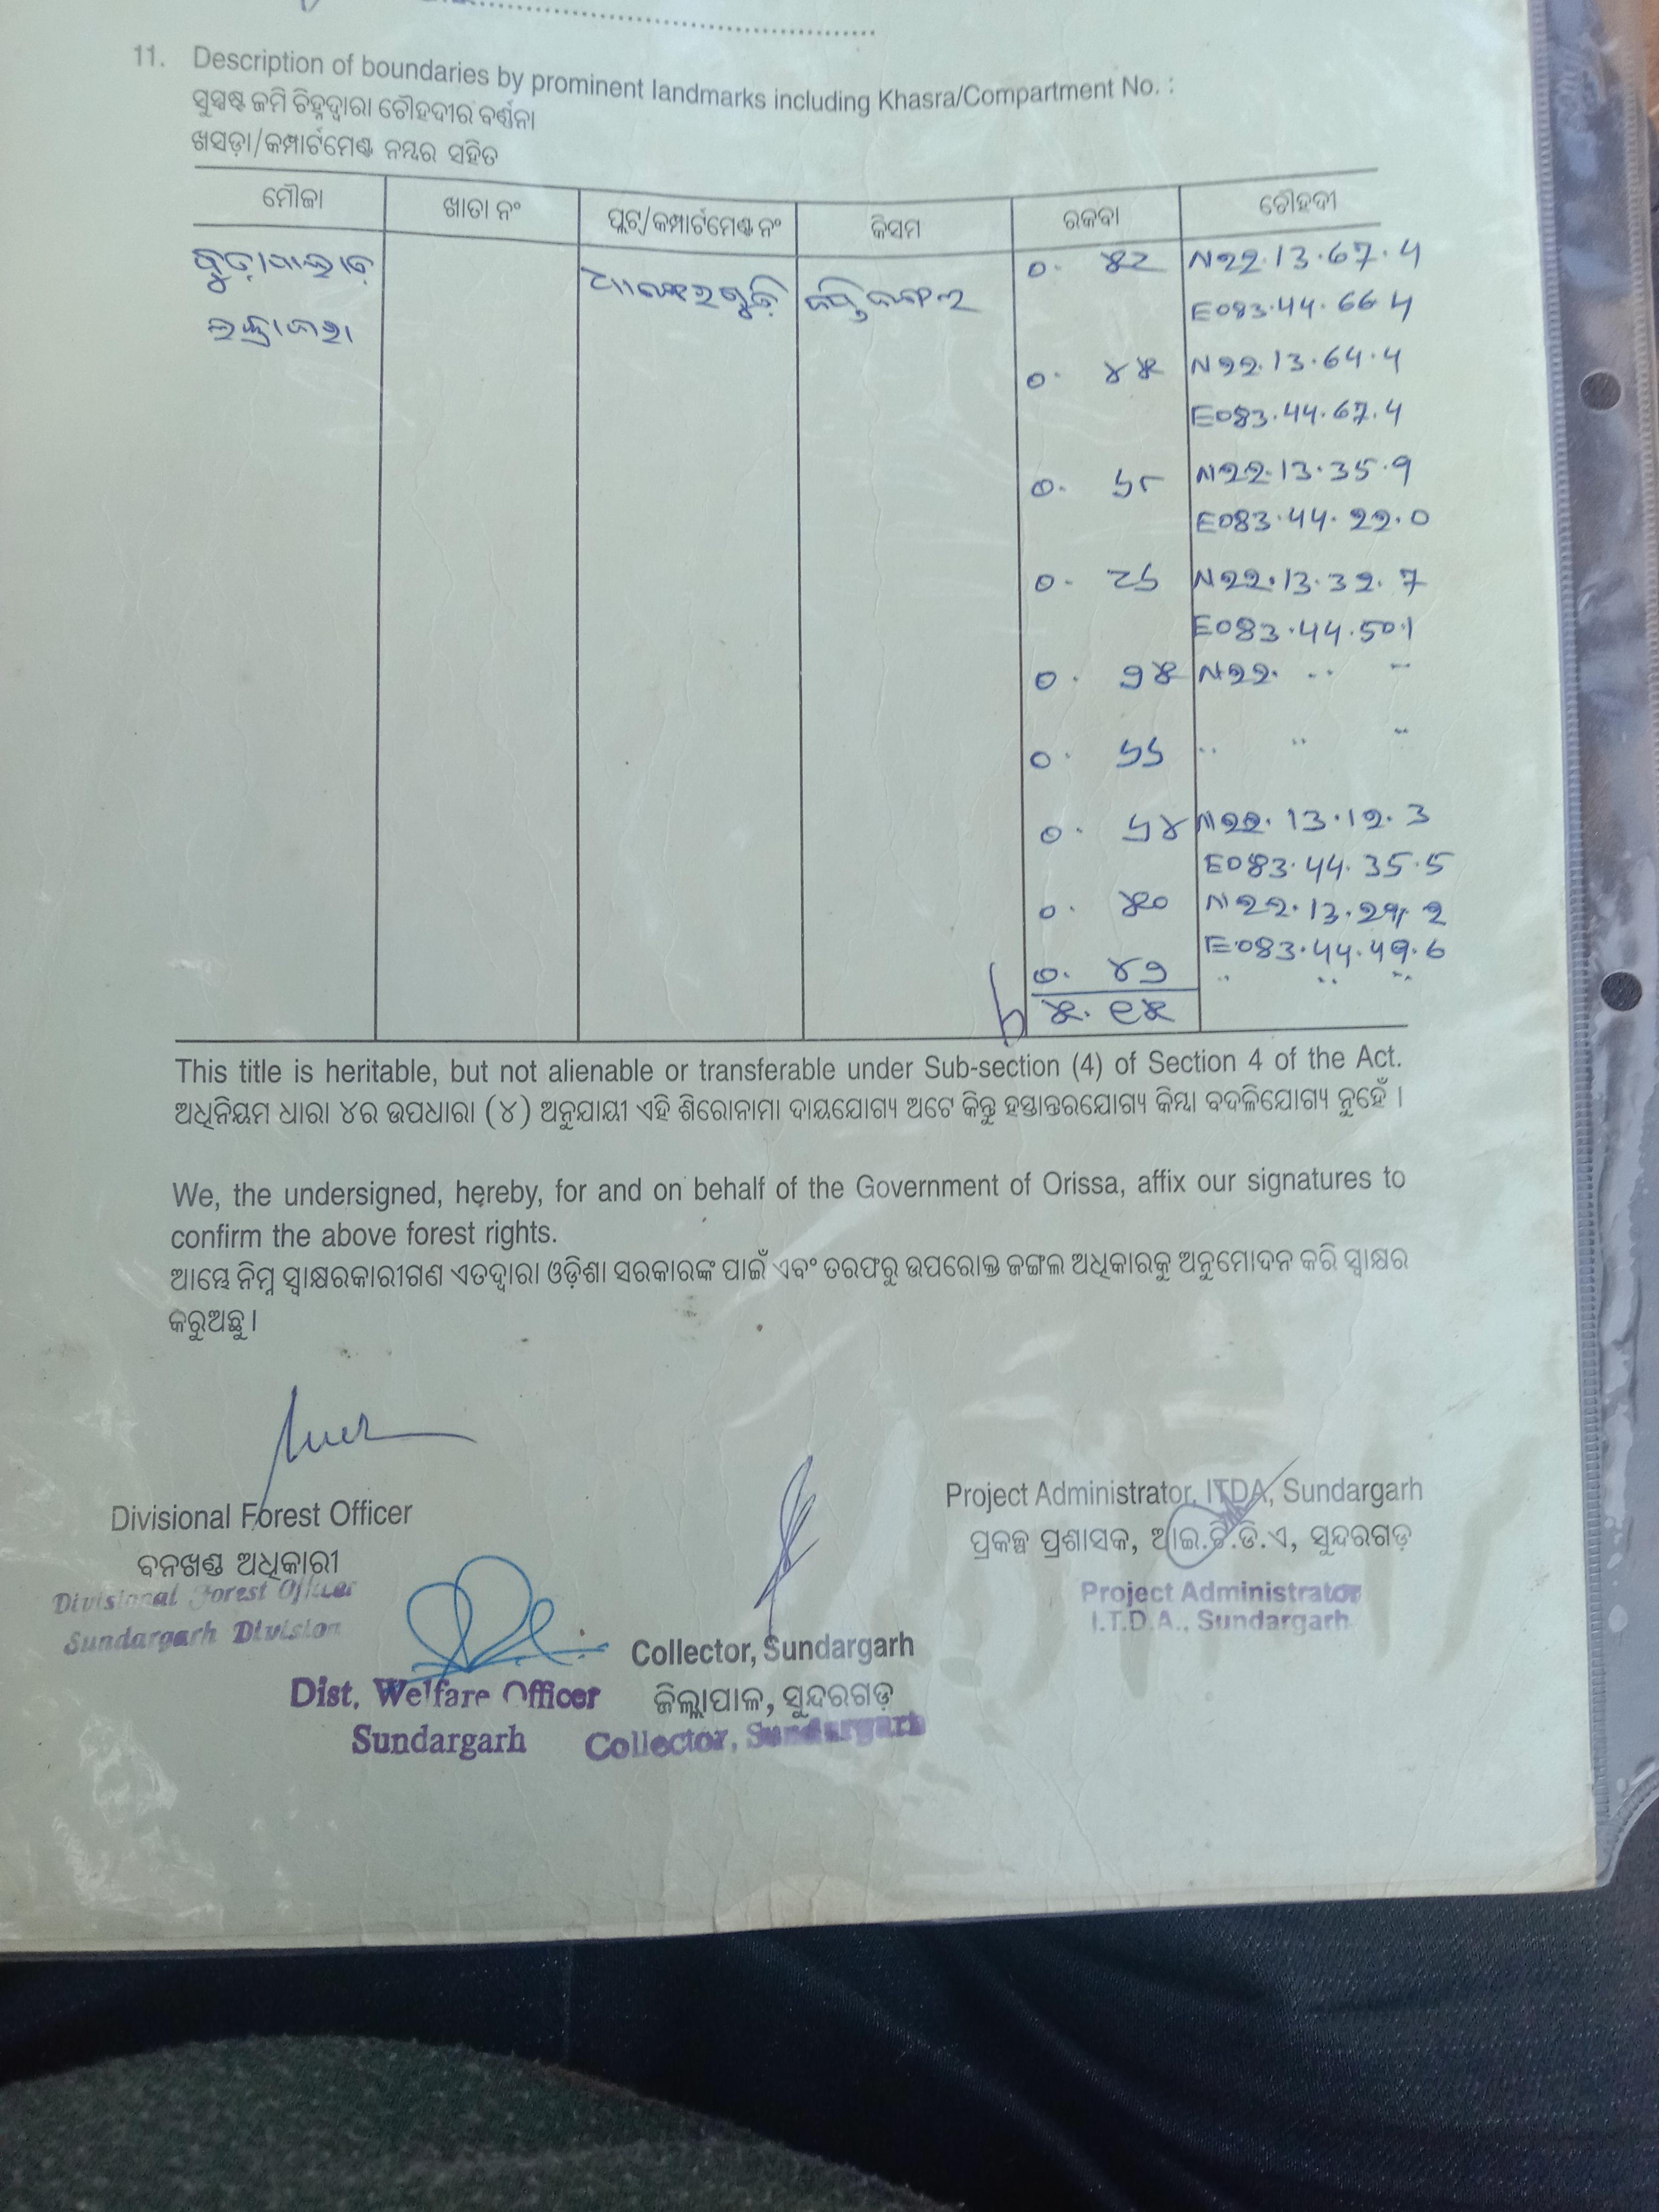 11. Description of boundaries by prominent landmarks including Khasra/Compartment No. :
ସୁସ୍ପଷ୍ଟ ଜମି ଚିହ୍ନଦ୍ୱାରା ଚୌହଦୀର ବର୍ଣ୍ଣନା
ଖସଡ଼ା/କମ୍ପାର୍ଟମେଣ୍ଟ ନମ୍ବର ସହିତ
ମୌଜା ଖାତା ନଂ ପ୍ଲଟ୍/କମ୍ପାର୍ଟମେଣ୍ଟ ନଂ କିସମ ରକବା ଚୌହଦୀ
N22.13.67.4
E083.44.66.4
N22.13.64.4
E083.44.67.4
N22.13.35.9
E083.44.22.0
N22.13.32.7
E083.44.50.1
N22. .. ..
.. .. ..
N22.13.12.3
E083.44.35.5
N22.13.29.2
E083.44.49.6
.. .. ..
This title is heritable, but not alienable or transferable under Sub-section (4) of Section 4 of the Act.
ଅଧିନିୟମ ଧାରା ୪ର ଉପଧାରା (୪) ଅନୁଯାୟୀ ଏହି ଶିରୋନାମା ଦାୟଯୋଗ୍ୟ ଅଟେ କିନ୍ତୁ ହସ୍ତାନ୍ତରଯୋଗ୍ୟ କିମ୍ବା ବଦଳିଯୋଗ୍ୟ ନୁହେଁ ।
We, the undersigned, hereby, for and on behalf of the Government of Orissa, affix our signatures to
confirm the above forest rights.
ଆମ୍ଭେ ନିମ୍ନ ସ୍ୱାକ୍ଷରକାରୀଗଣ ଏତଦ୍ୱାରା ଓଡ଼ିଶା ସରକାରଙ୍କ ପାଇଁ ଏବଂ ତରଫରୁ ଉପରୋକ୍ତ ଜଙ୍ଗଲ ଅଧିକାରକୁ ଅନୁମୋଦନ କରି ସ୍ୱାକ୍ଷର
କରୁଅଛୁ ।
Divisional Forest Officer
ବନଖଣ୍ଡ ଅଧିକାରୀ
Divisional Forest Officer
Sundargarh Division
Dist. Welfare Officer
Sundargarh
Collector, Sundargarh
ଜିଲ୍ଲାପାଳ, ସୁନ୍ଦରଗଡ଼
Collector, Sundargarh
Project Administrator, ITDA, Sundargarh
ପ୍ରକଳ୍ପ ପ୍ରଶାସକ, ଆଇ.ଟି.ଡି.ଏ, ସୁନ୍ଦରଗଡ଼
Project Administrator
I.T.D.A., Sundargarh